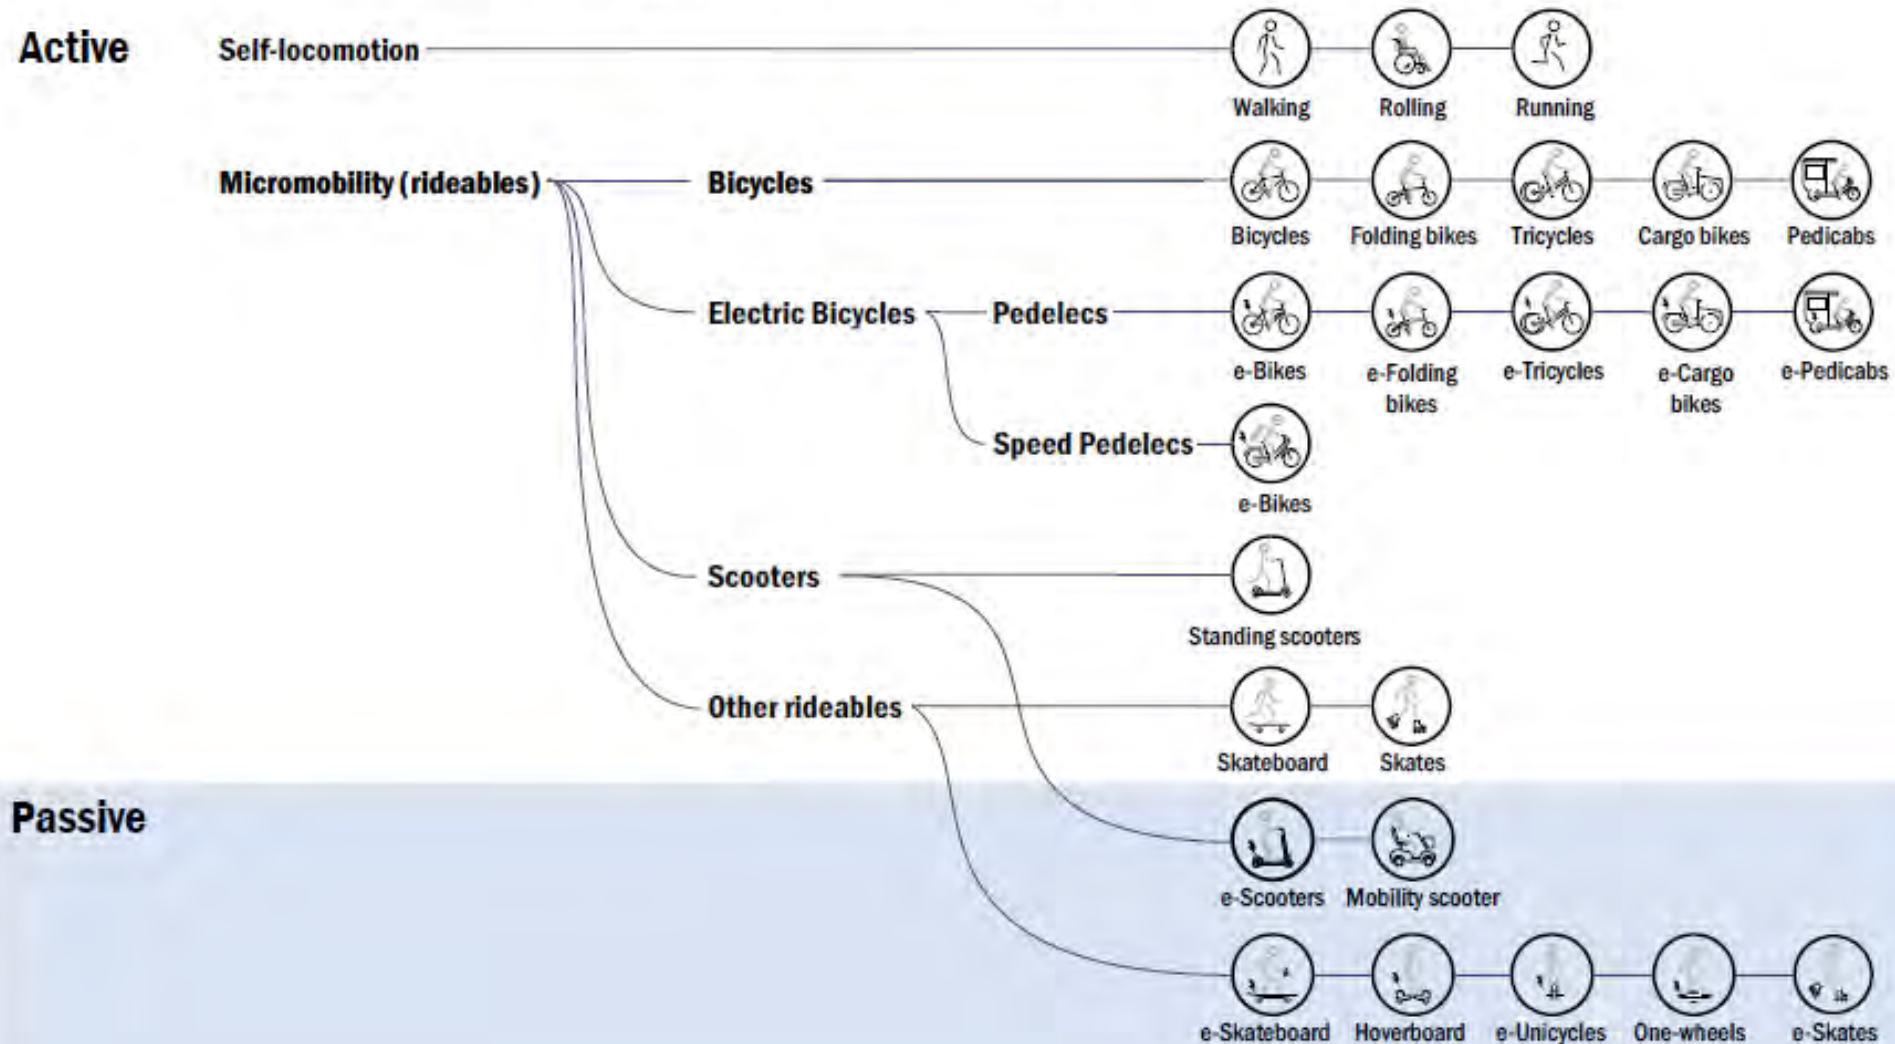 Active
Self-locomotion
Walking
Rolling
Running
Micromobility (rideables)
Bicycles
Bicycles
Folding bikes
Tricycles
Cargo bikes
Pedicabs
Electric Bicycles
Pedelecs
e-Bikes
e-Folding
bikes
e-Tricycles
e-Cargo
bikes
e-Pedicabs
Speed Pedelecs
e-Bikes
Scooters
Standing scooters
Other rideables
Skateboard
Skates
Passive
e-Scooters
Mobility scooter
e-Skateboard
Hoverboard
e-Unicycles
One-wheels
e-Skates